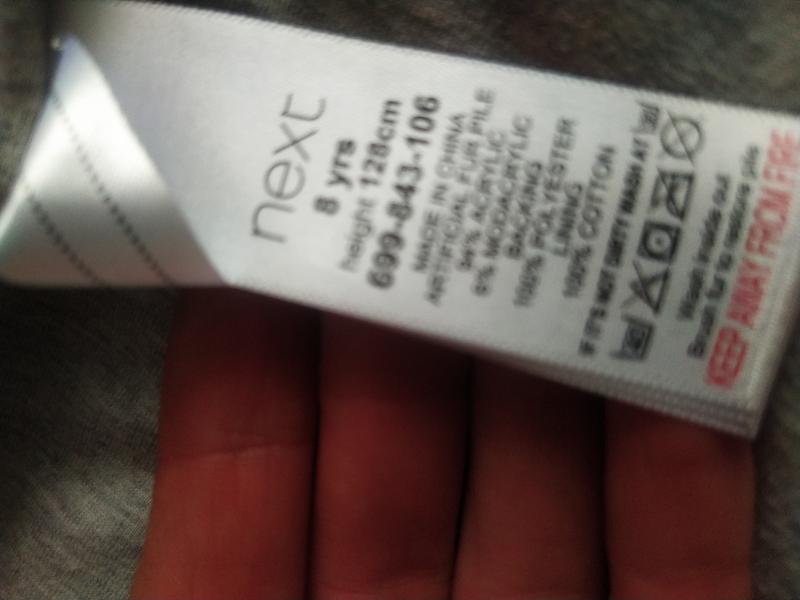 next
8 yrs
height 128cm
699-843-106
MADE IN CHINA
ARTIFICIAL FUR PILE
94% ACRYLIC
6% MODACRYLIC
BACKING
100% POLYESTER
LINING
100% COTTON
IF IT'S NOT DIRTY WASH AT
Wash inside out
Brush fur to restore pile
KEEP AWAY FROM FIRE